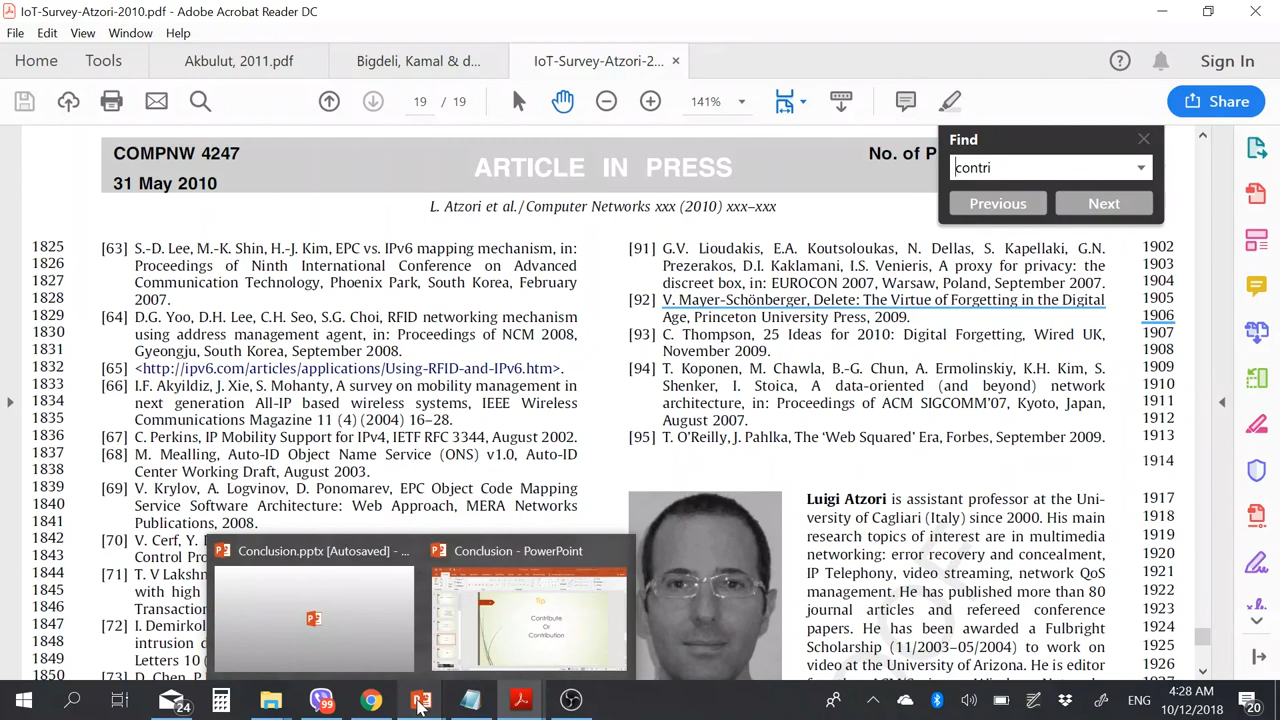 IoT-Survey-Atzori-2010.pdf - Adobe Acrobat Reader DC
File Edit View Window Help
Home Tools Akbulut, 2011.pdf Bigdeli, Kamal & d... IoT-Survey-Atzori-2...
Sign In
19 / 19 141% Share
Find
contri
Previous Next
COMPNW 4247
31 May 2010
ARTICLE IN PRESS
No. of P
L. Atzori et al./Computer Networks xxx (2010) xxx–xxx
1825 [63] S.-D. Lee, M.-K. Shin, H.-J. Kim, EPC vs. IPv6 mapping mechanism, in:
1826 Proceedings of Ninth International Conference on Advanced
1827 Communication Technology, Phoenix Park, South Korea, February
1828 2007.
1829 [64] D.G. Yoo, D.H. Lee, C.H. Seo, S.G. Choi, RFID networking mechanism
1830 using address management agent, in: Proceedings of NCM 2008,
1831 Gyeongju, South Korea, September 2008.
1832 [65] <http://ipv6.com/articles/applications/Using-RFID-and-IPv6.htm>.
1833 [66] I.F. Akyildiz, J. Xie, S. Mohanty, A survey on mobility management in
1834 next generation All-IP based wireless systems, IEEE Wireless
1835 Communications Magazine 11 (4) (2004) 16–28.
1836 [67] C. Perkins, IP Mobility Support for IPv4, IETF RFC 3344, August 2002.
1837 [68] M. Mealling, Auto-ID Object Name Service (ONS) v1.0, Auto-ID
1838 Center Working Draft, August 2003.
1839 [69] V. Krylov, A. Logvinov, D. Ponomarev, EPC Object Code Mapping
1840 Service Software Architecture: Web Approach, MERA Networks
1841 Publications, 2008.
1842 [70] V. Cerf, Y.
1843 Control Pro
1844 [71] T. V Lakshm
1845 with high
1846 Transaction
1847 [72] I. Demirkol
1848 intrusion d
1849 Letters 10 (
1850 [73] D. Chen, P.
[91] G.V. Lioudakis, E.A. Koutsoloukas, N. Dellas, S. Kapellaki, G.N. 1902
Prezerakos, D.I. Kaklamani, I.S. Venieris, A proxy for privacy: the 1903
discreet box, in: EUROCON 2007, Warsaw, Poland, September 2007. 1904
[92] V. Mayer-Schönberger, Delete: The Virtue of Forgetting in the Digital 1905
Age, Princeton University Press, 2009. 1906
[93] C. Thompson, 25 Ideas for 2010: Digital Forgetting, Wired UK, 1907
November 2009. 1908
[94] T. Koponen, M. Chawla, B.-G. Chun, A. Ermolinskiy, K.H. Kim, S. 1909
Shenker, I. Stoica, A data-oriented (and beyond) network 1910
architecture, in: Proceedings of ACM SIGCOMM'07, Kyoto, Japan, 1911
August 2007. 1912
[95] T. O'Reilly, J. Pahlka, The 'Web Squared' Era, Forbes, September 2009. 1913
1914
Luigi Atzori is assistant professor at the Uni- 1917
versity of Cagliari (Italy) since 2000. His main 1918
research topics of interest are in multimedia 1919
networking: error recovery and concealment, 1920
IP Telephony, video streaming, network QoS 1921
management. He has published more than 80 1922
journal articles and refereed conference 1923
papers. He has been awarded a Fulbright 1924
Scholarship (11/2003–05/2004) to work on 1925
video at the University of Arizona. He is editor 1926
Conclusion.pptx [Autosaved] - ...
Conclusion - PowerPoint
Tip
Contribute
Or
Contribution
24
99
ENG
4:28 AM
10/12/2018
20